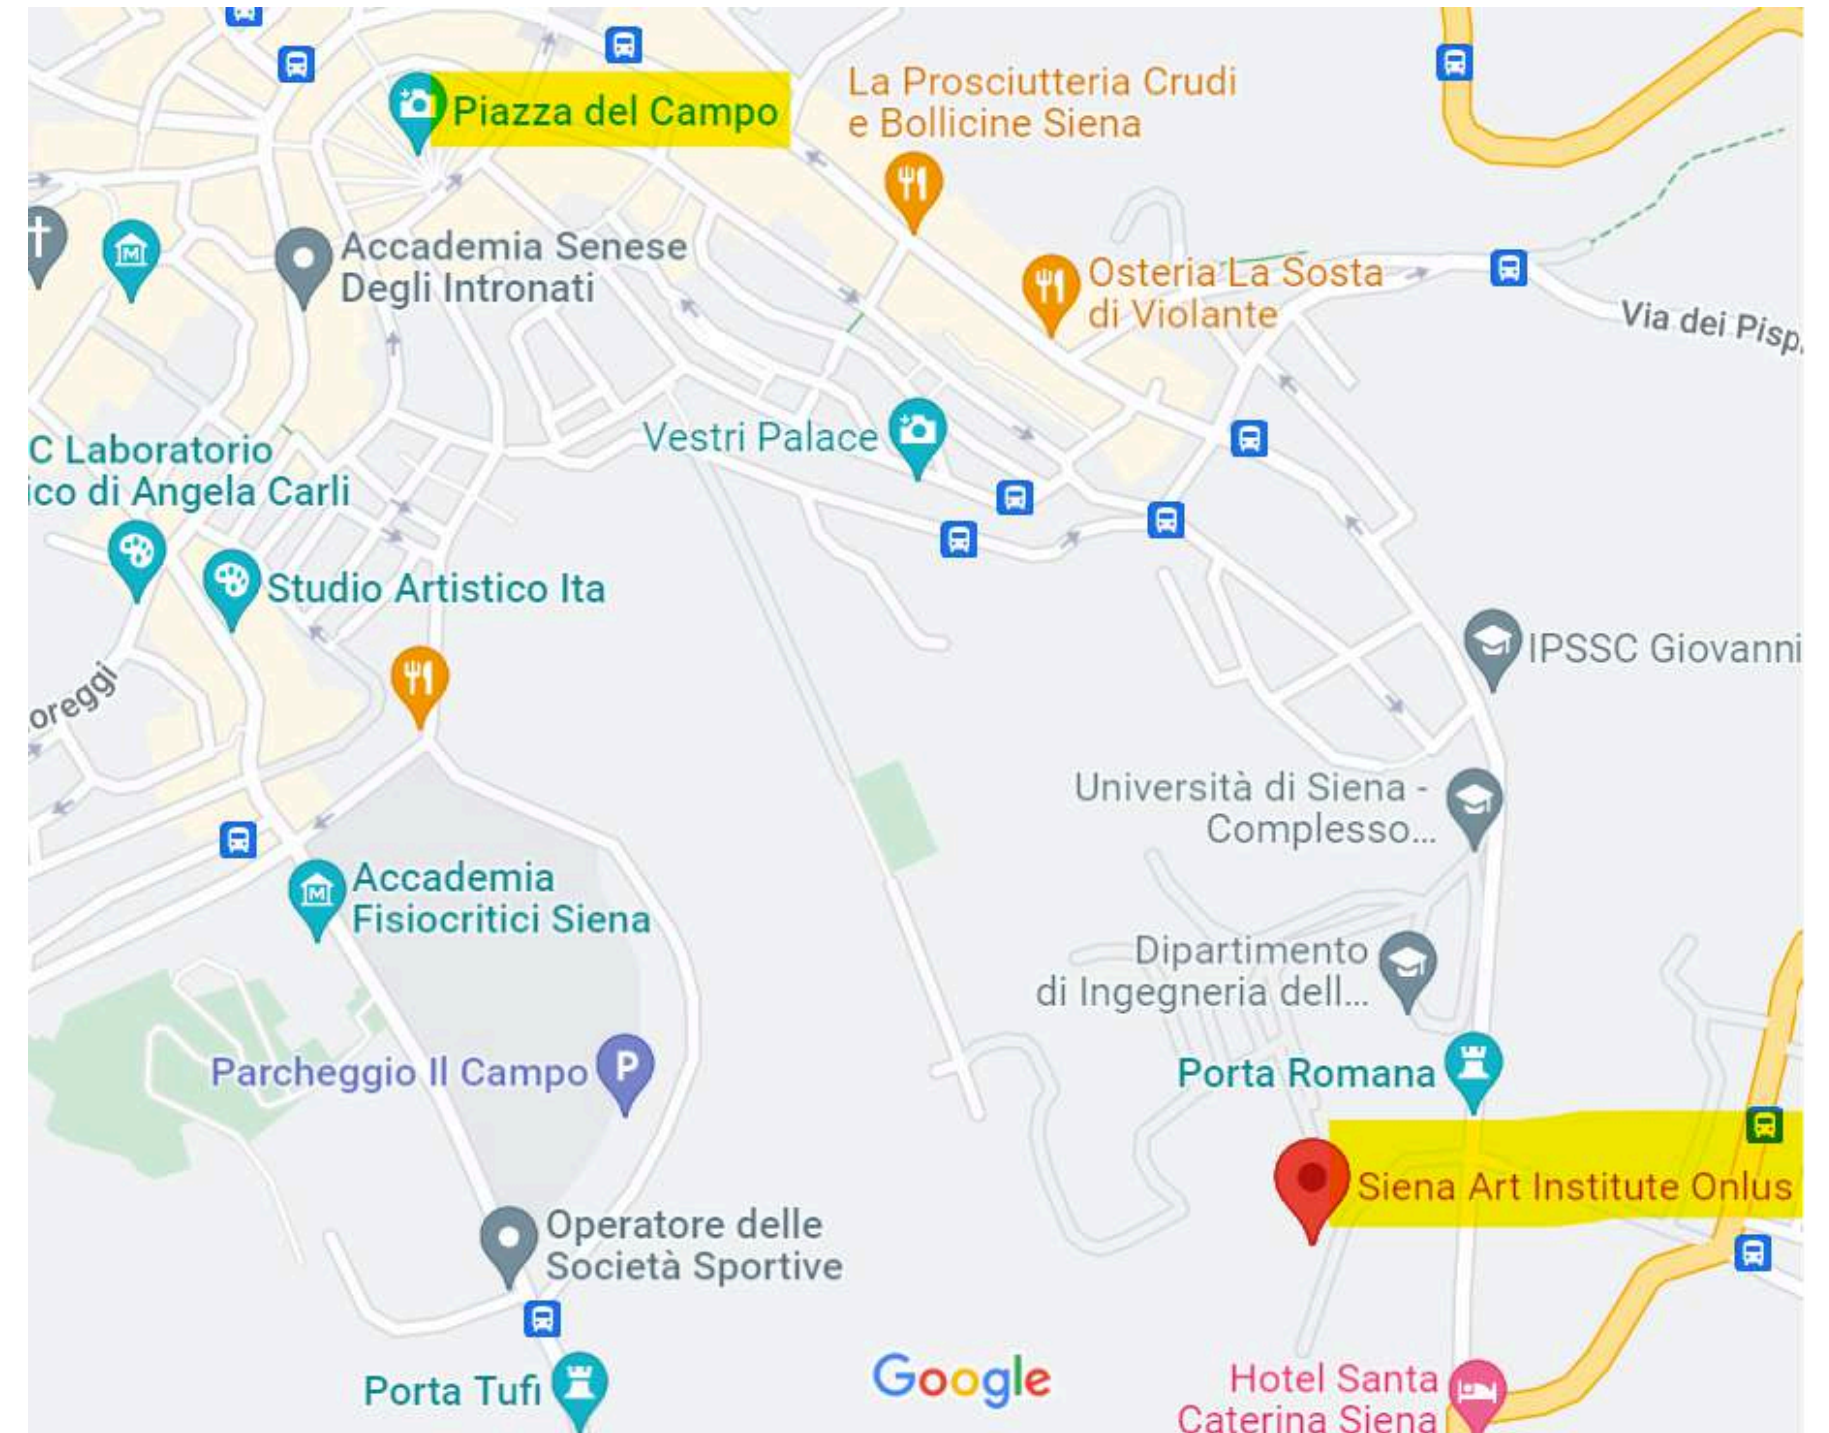 Piazza del Campo
La Prosciutteria Crudi
e Bollicine Siena
Accademia Senese
Degli Intronati
Osteria La Sosta
di Violante
Via dei Pisp
Vestri Palace
C Laboratorio
ico di Angela Carli
Studio Artistico Ita
IPSSC Giovanni
oreggi
Università di Siena -
Complesso...
Accademia
Fisiocritici Siena
Dipartimento
di Ingegneria dell...
Parcheggio Il Campo
P
Porta Romana
Siena Art Institute Onlus
Operatore delle
Società Sportive
Porta Tufi
Google
Hotel Santa
Caterina Siena